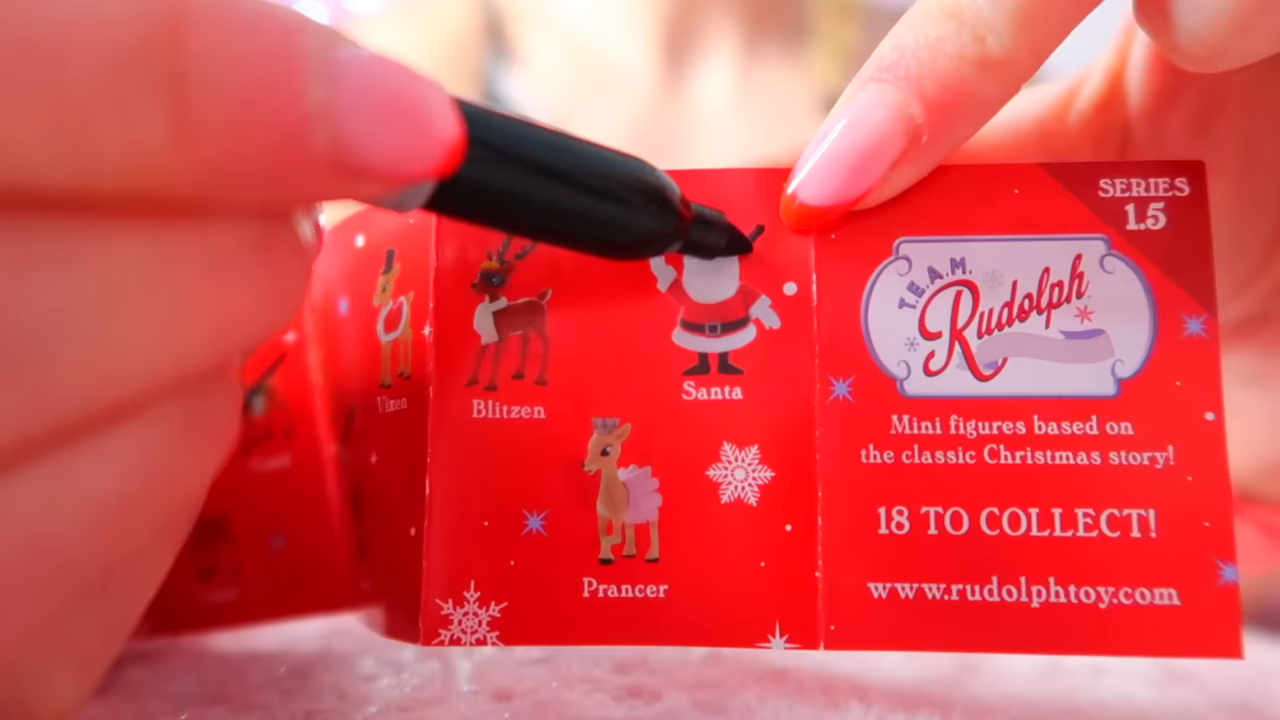 Vixen
Blitzen
Santa
Prancer
SERIES
1.5
T.E.A.M.
Rudolph
Mini figures based on
the classic Christmas story!
18 TO COLLECT!
www.rudolphtoy.com